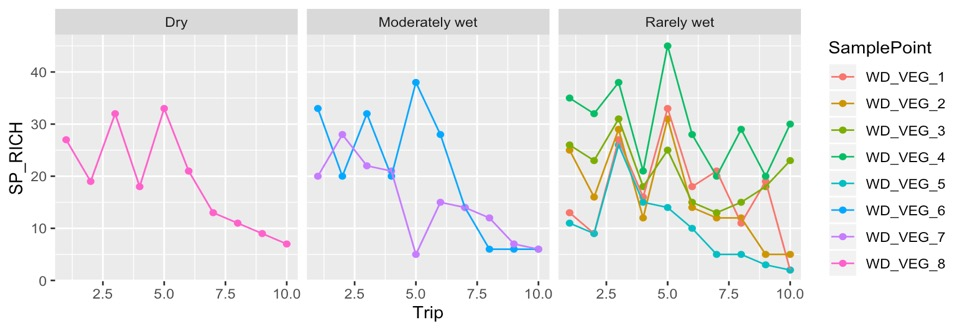 Dry Moderately wet Rarely wet
SP_RICH
40
30
20
10
0
2.5 5.0 7.5 10.0 2.5 5.0 7.5 10.0 2.5 5.0 7.5 10.0
Trip
SamplePoint
WD_VEG_1
WD_VEG_2
WD_VEG_3
WD_VEG_4
WD_VEG_5
WD_VEG_6
WD_VEG_7
WD_VEG_8